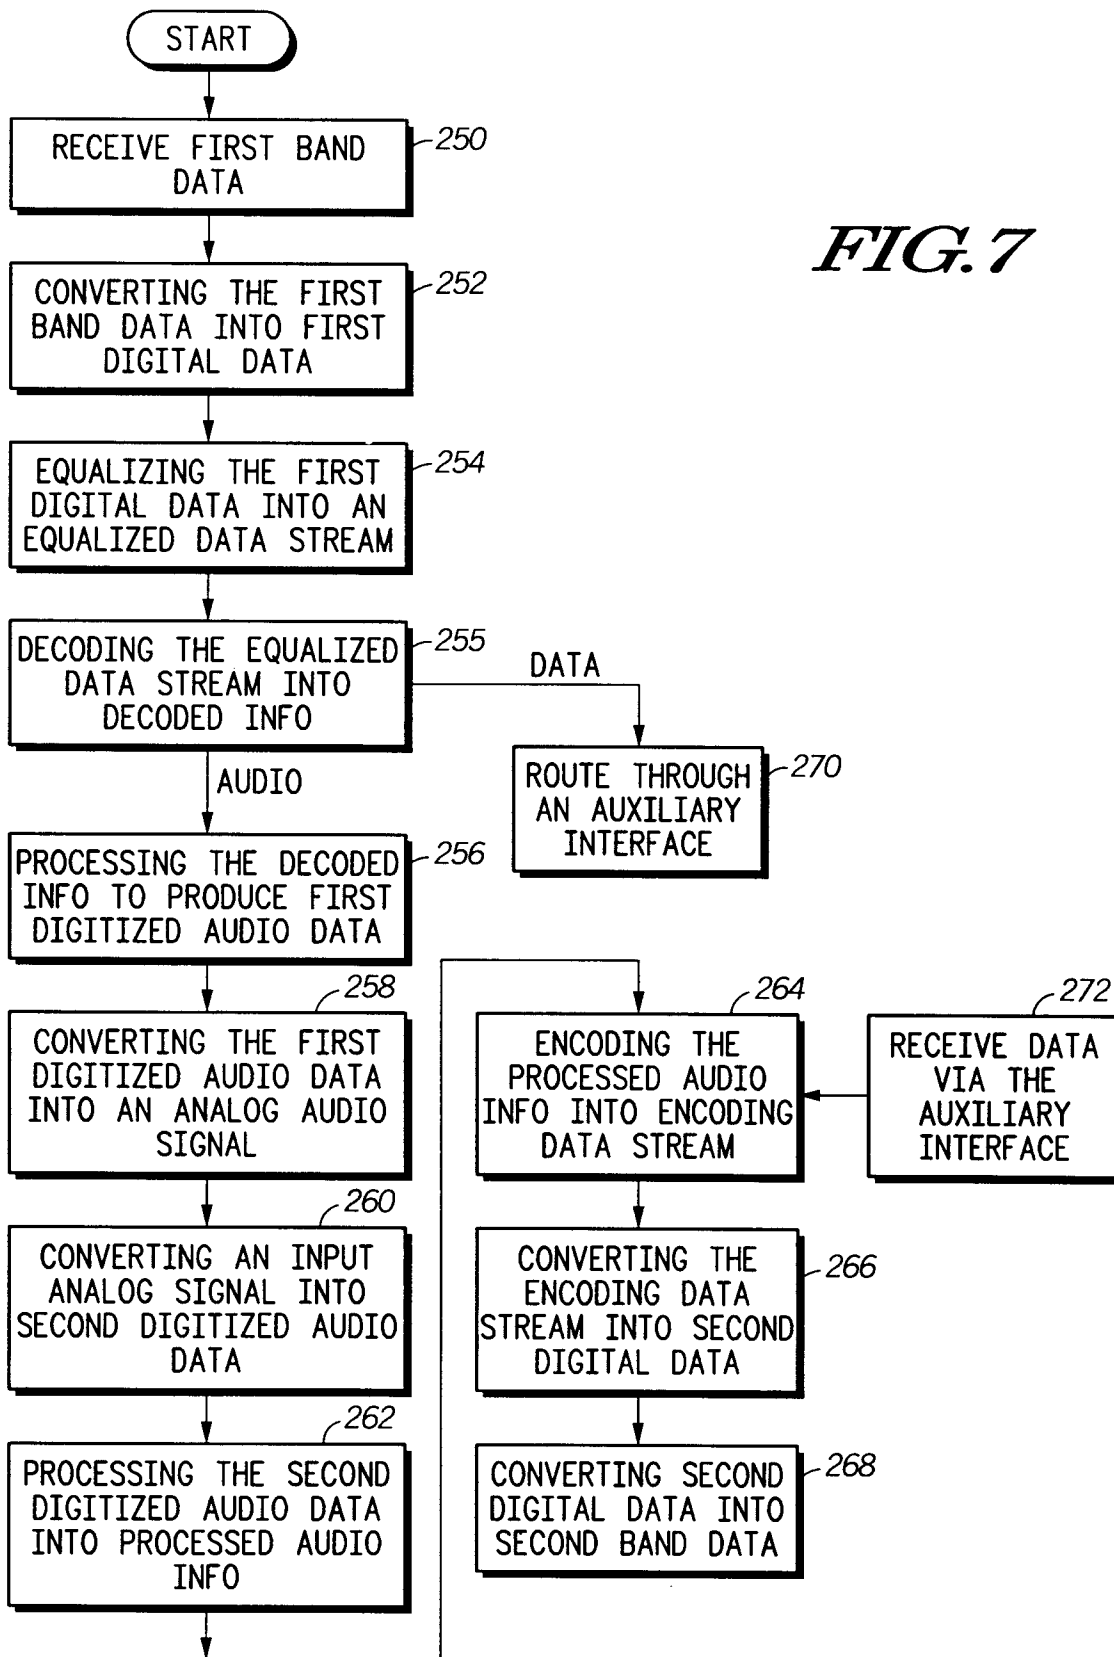 START
RECEIVE FIRST BAND
DATA
250
FIG.7
CONVERTING THE FIRST
BAND DATA INTO FIRST
DIGITAL DATA
252
EQUALIZING THE FIRST
DIGITAL DATA INTO AN
EQUALIZED DATA STREAM
254
DECODING THE EQUALIZED
DATA STREAM INTO
DECODED INFO
255
DATA
ROUTE THROUGH
AN AUXILIARY
INTERFACE
270
AUDIO
PROCESSING THE DECODED
INFO TO PRODUCE FIRST
DIGITIZED AUDIO DATA
256
258
CONVERTING THE FIRST
DIGITIZED AUDIO DATA
INTO AN ANALOG AUDIO
SIGNAL
260
CONVERTING AN INPUT
ANALOG SIGNAL INTO
SECOND DIGITIZED AUDIO
DATA
262
PROCESSING THE SECOND
DIGITIZED AUDIO DATA
INTO PROCESSED AUDIO
INFO
264
ENCODING THE
PROCESSED AUDIO
INFO INTO ENCODING
DATA STREAM
272
RECEIVE DATA
VIA THE
AUXILIARY
INTERFACE
CONVERTING THE
ENCODING DATA
STREAM INTO SECOND
DIGITAL DATA
266
CONVERTING SECOND
DIGITAL DATA INTO
SECOND BAND DATA
268